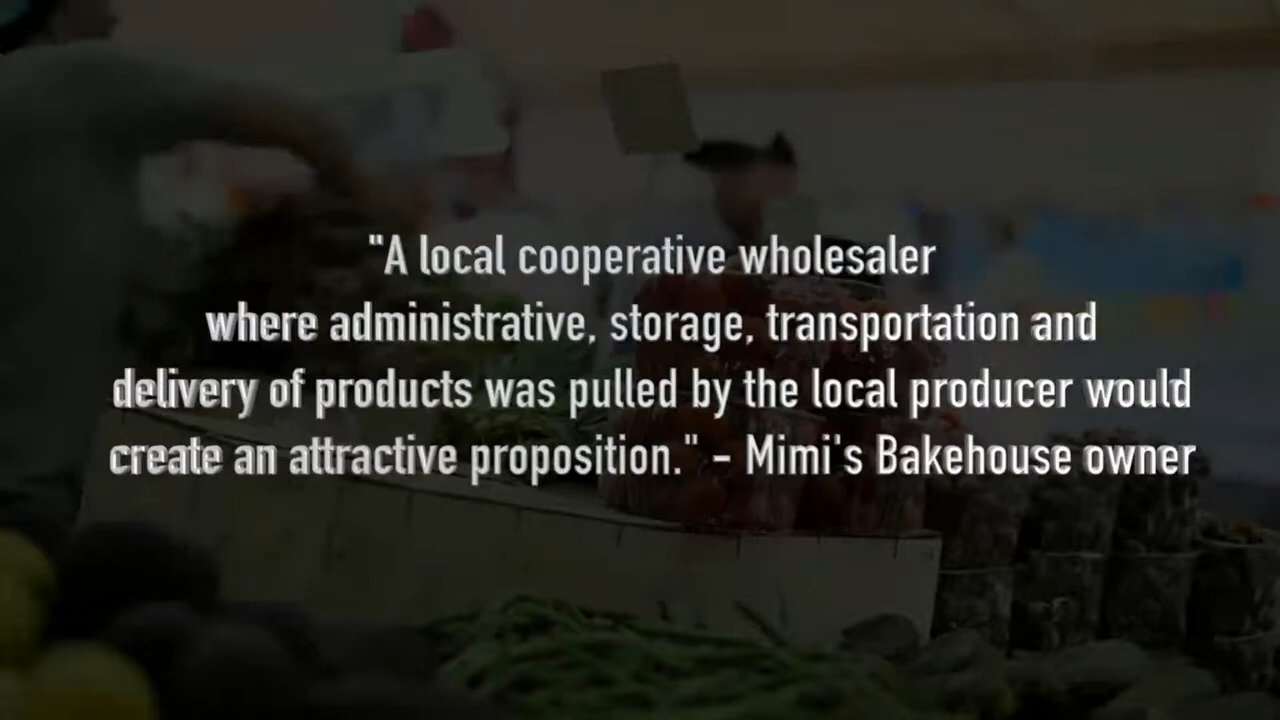 "A local cooperative wholesaler
where administrative, storage, transportation and
delivery of products was pulled by the local producer would
create an attractive proposition." - Mimi's Bakehouse owner